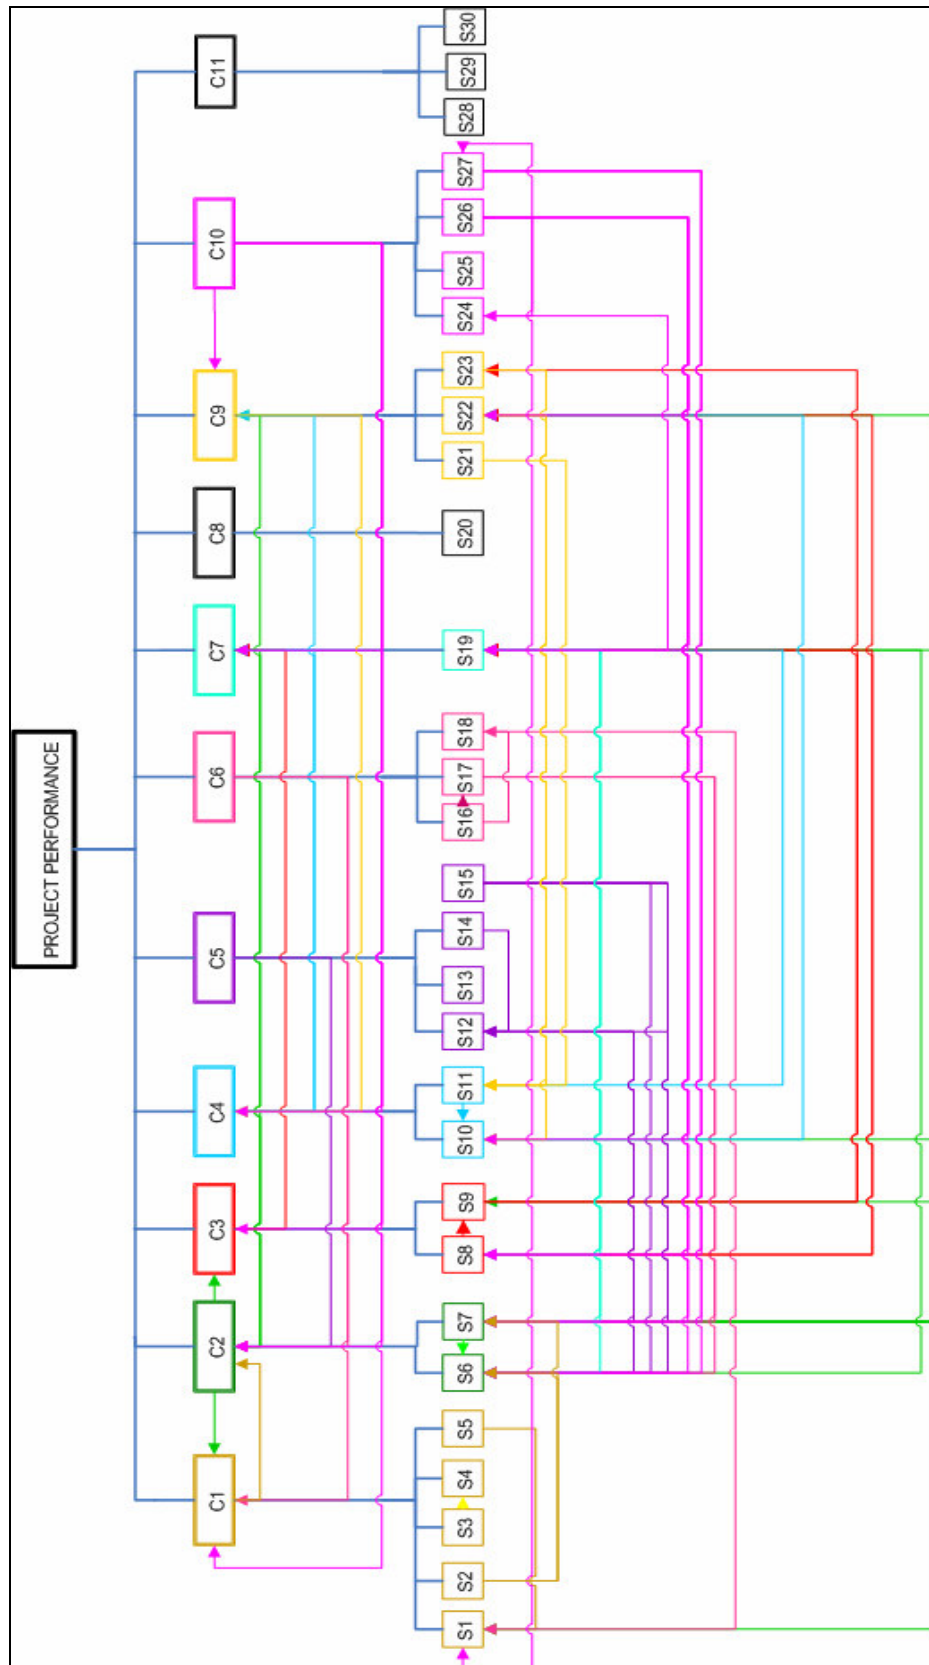 PROJECT PERFORMANCE
C1
C2
C3
C4
C5
C6
C7
C8
C9
C10
C11
S1
S2
S3
S4
S5
S6
S7
S8
S9
S10
S11
S12
S13
S14
S15
S16
S17
S18
S19
S20
S21
S22
S23
S24
S25
S26
S27
S28
S29
S30